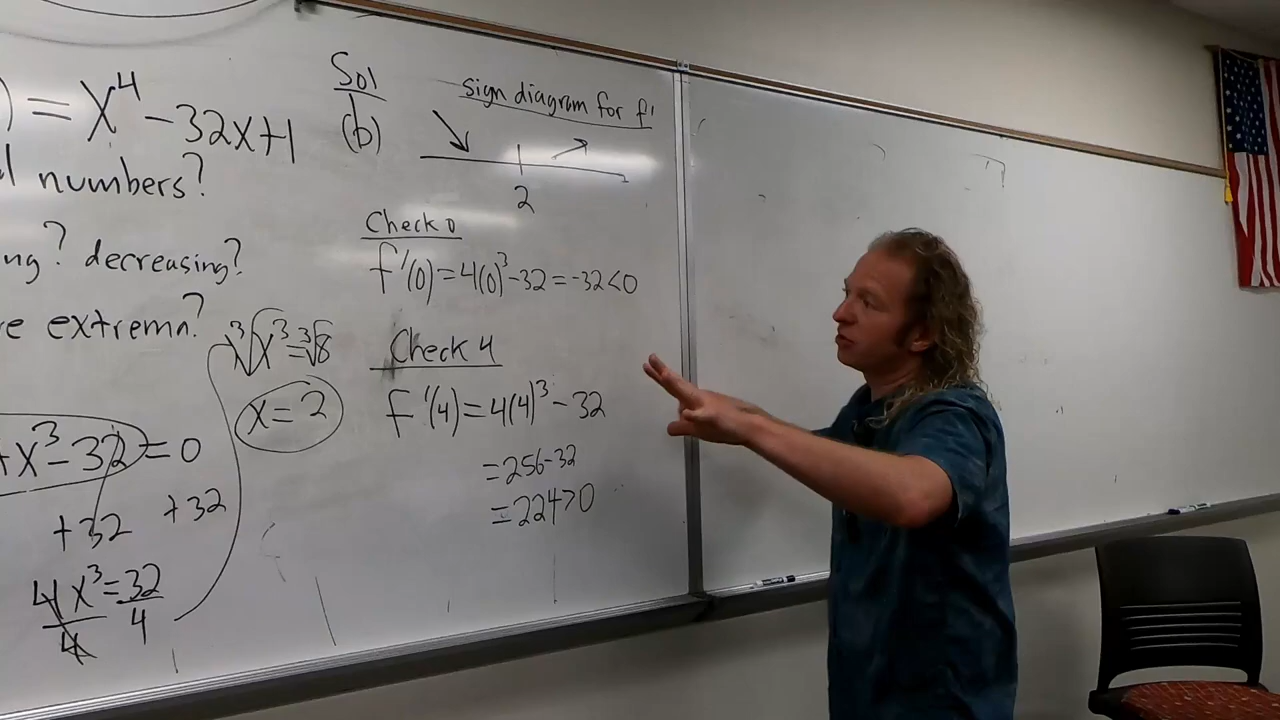 ) = x⁴ - 32x + 1
l numbers?
ng? decreasing?
e extremn?
+x³ - 32 = 0
+32 +32
4x³ = 32
4 4
∛x³ = ∛8
x = 2
Sol
(b)
sign diagram for f'
2
Check 0
f'(0) = 4(0)³ - 32 = -32 < 0
Check 4
f'(4) = 4(4)³ - 32
= 256 - 32
= 224 > 0